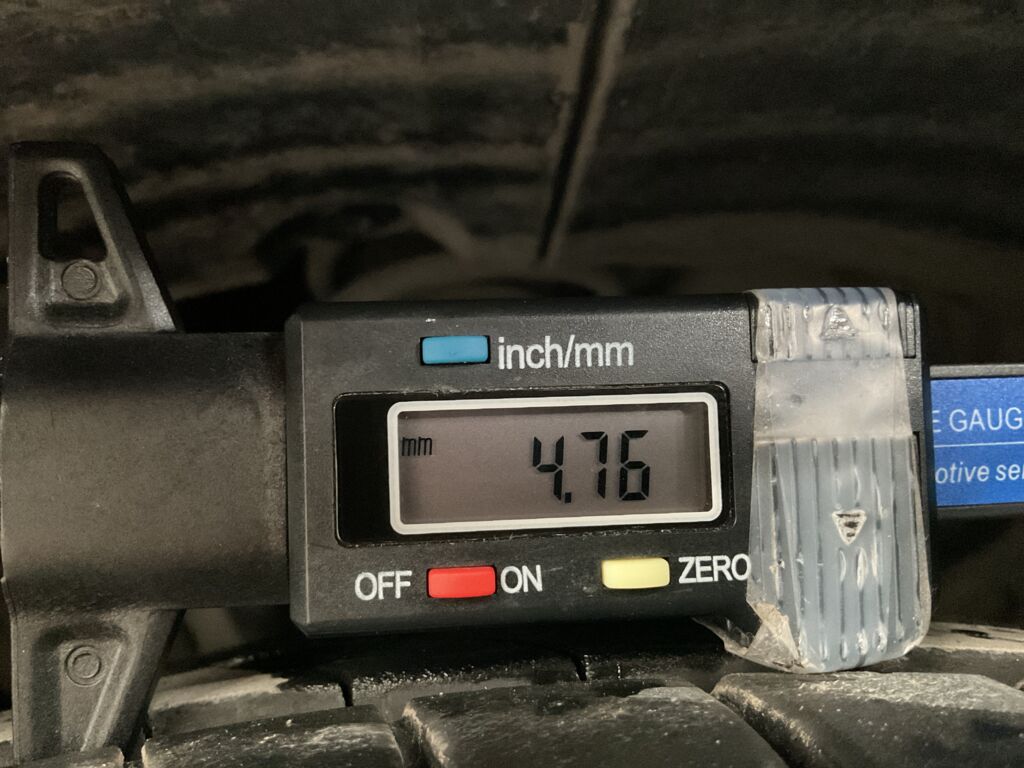 inch/mm
mm
4.76
OFF ON ZERO
E GAUG
otive ser